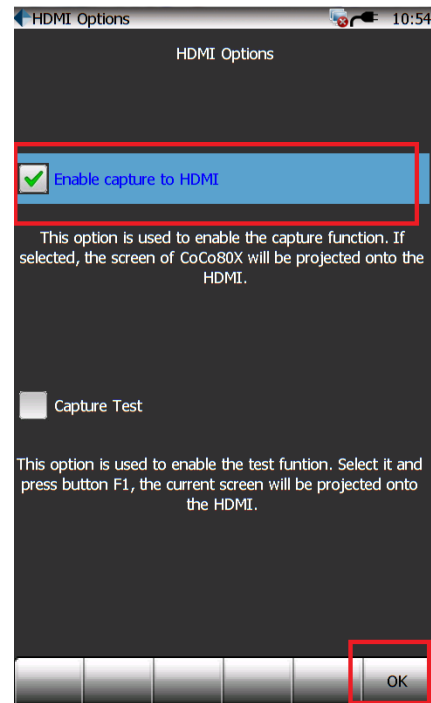 HDMI Options 10:54
HDMI Options
Enable capture to HDMI
This option is used to enable the capture function. If
selected, the screen of CoCo80X will be projected onto the
HDMI.
Capture Test
This option is used to enable the test funtion. Select it and
press button F1, the current screen will be projected onto
the HDMI.
OK